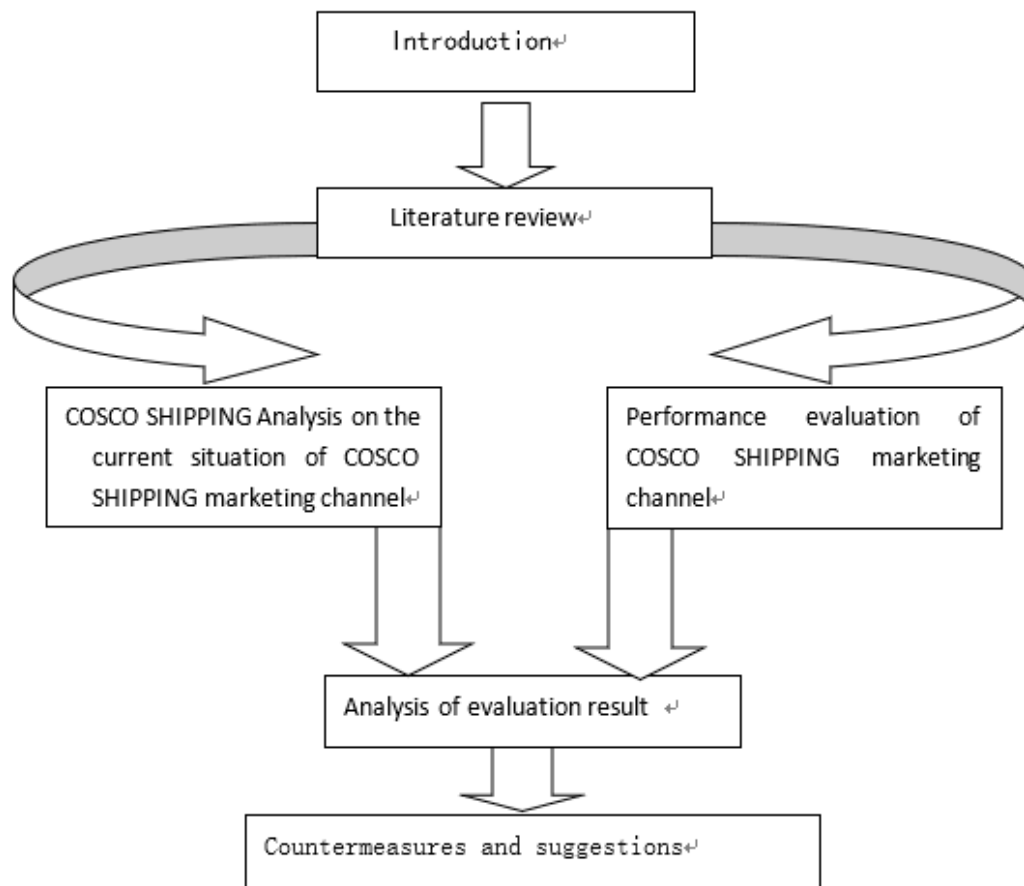 Introduction↵
Literature review↵
COSCO SHIPPING Analysis on the
current situation of COSCO
SHIPPING marketing channel↵
Performance evaluation of
COSCO SHIPPING marketing
channel↵
Analysis of evaluation result ↵
Countermeasures and suggestions↵